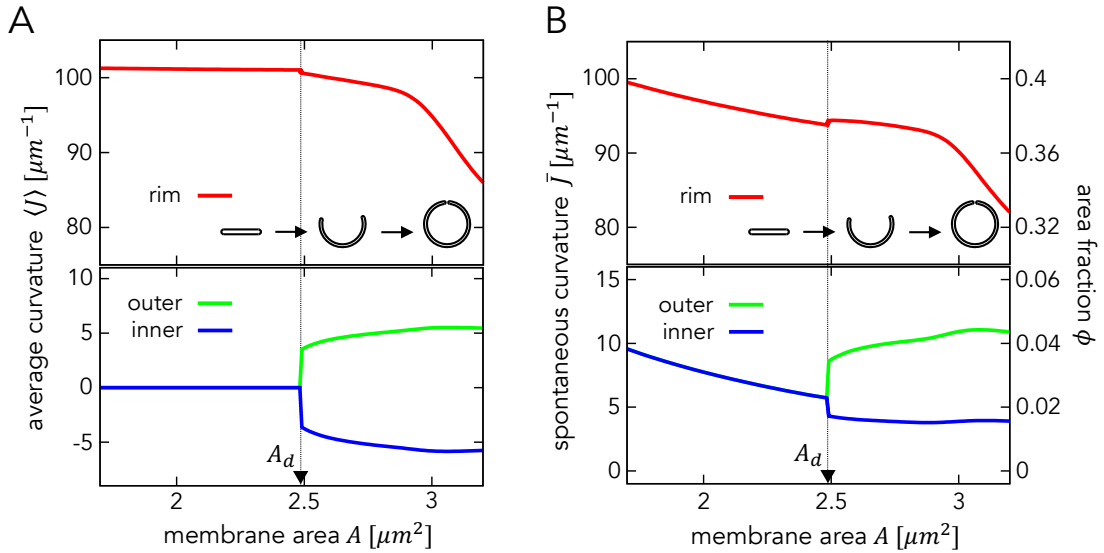 A
average curvature ⟨J⟩ [μm⁻¹]
100
90
80
rim
10
5
0
-5
outer
inner
A_d
2
2.5
3
membrane area A [μm²]
B
spontaneous curvature J̄ [μm⁻¹]
100
90
80
rim
0.4
0.36
0.32
15
10
5
0
outer
inner
A_d
0.06
0.04
0.02
0
area fraction ϕ
2
2.5
3
membrane area A [μm²]